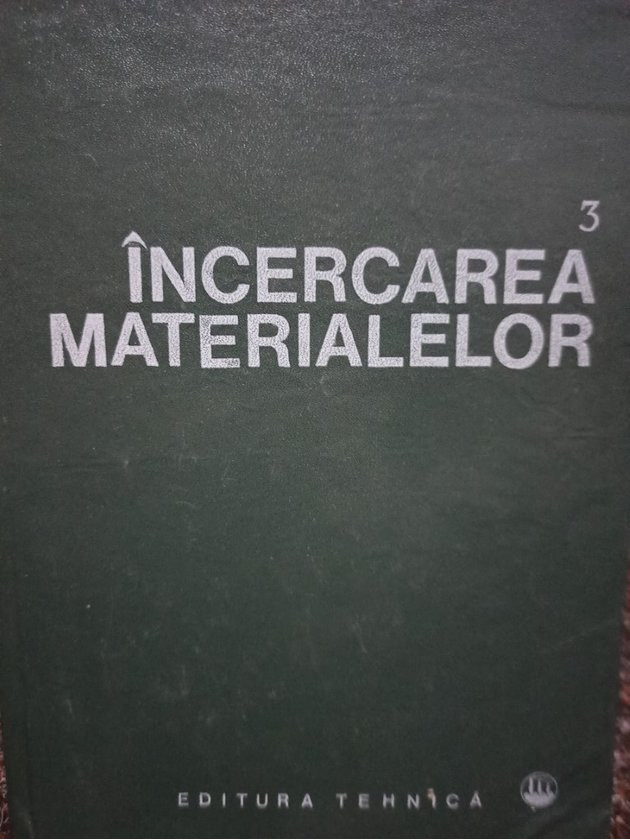 3
ÎNCERCAREA
MATERIALELOR
EDITURA TEHNICĂ